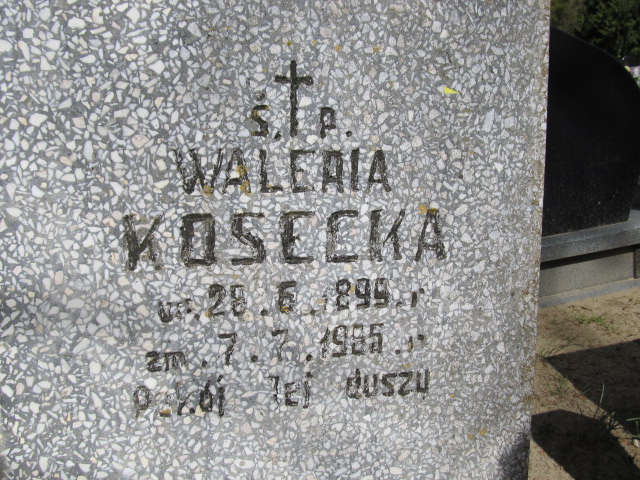 ś. p.
WALERIA
KOSECKA
ur. 28. 6. 1899. r
zm. 7. 7. 1985. r
Pokój Jej duszy